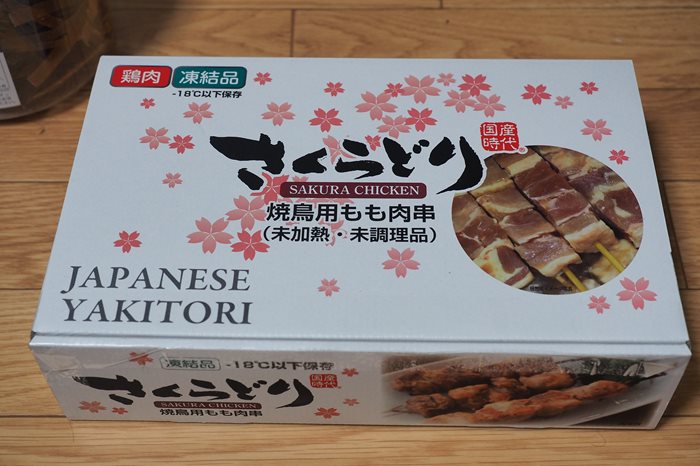 鶏肉 凍結品
-18℃以下保存
国産
時代®
さくらどり
SAKURA CHICKEN
焼鳥用もも肉串
(未加熱・未調理品)
JAPANESE
YAKITORI
凍結品 -18℃以下保存
さくらどり
国産
時代
SAKURA CHICKEN
焼鳥用もも肉串